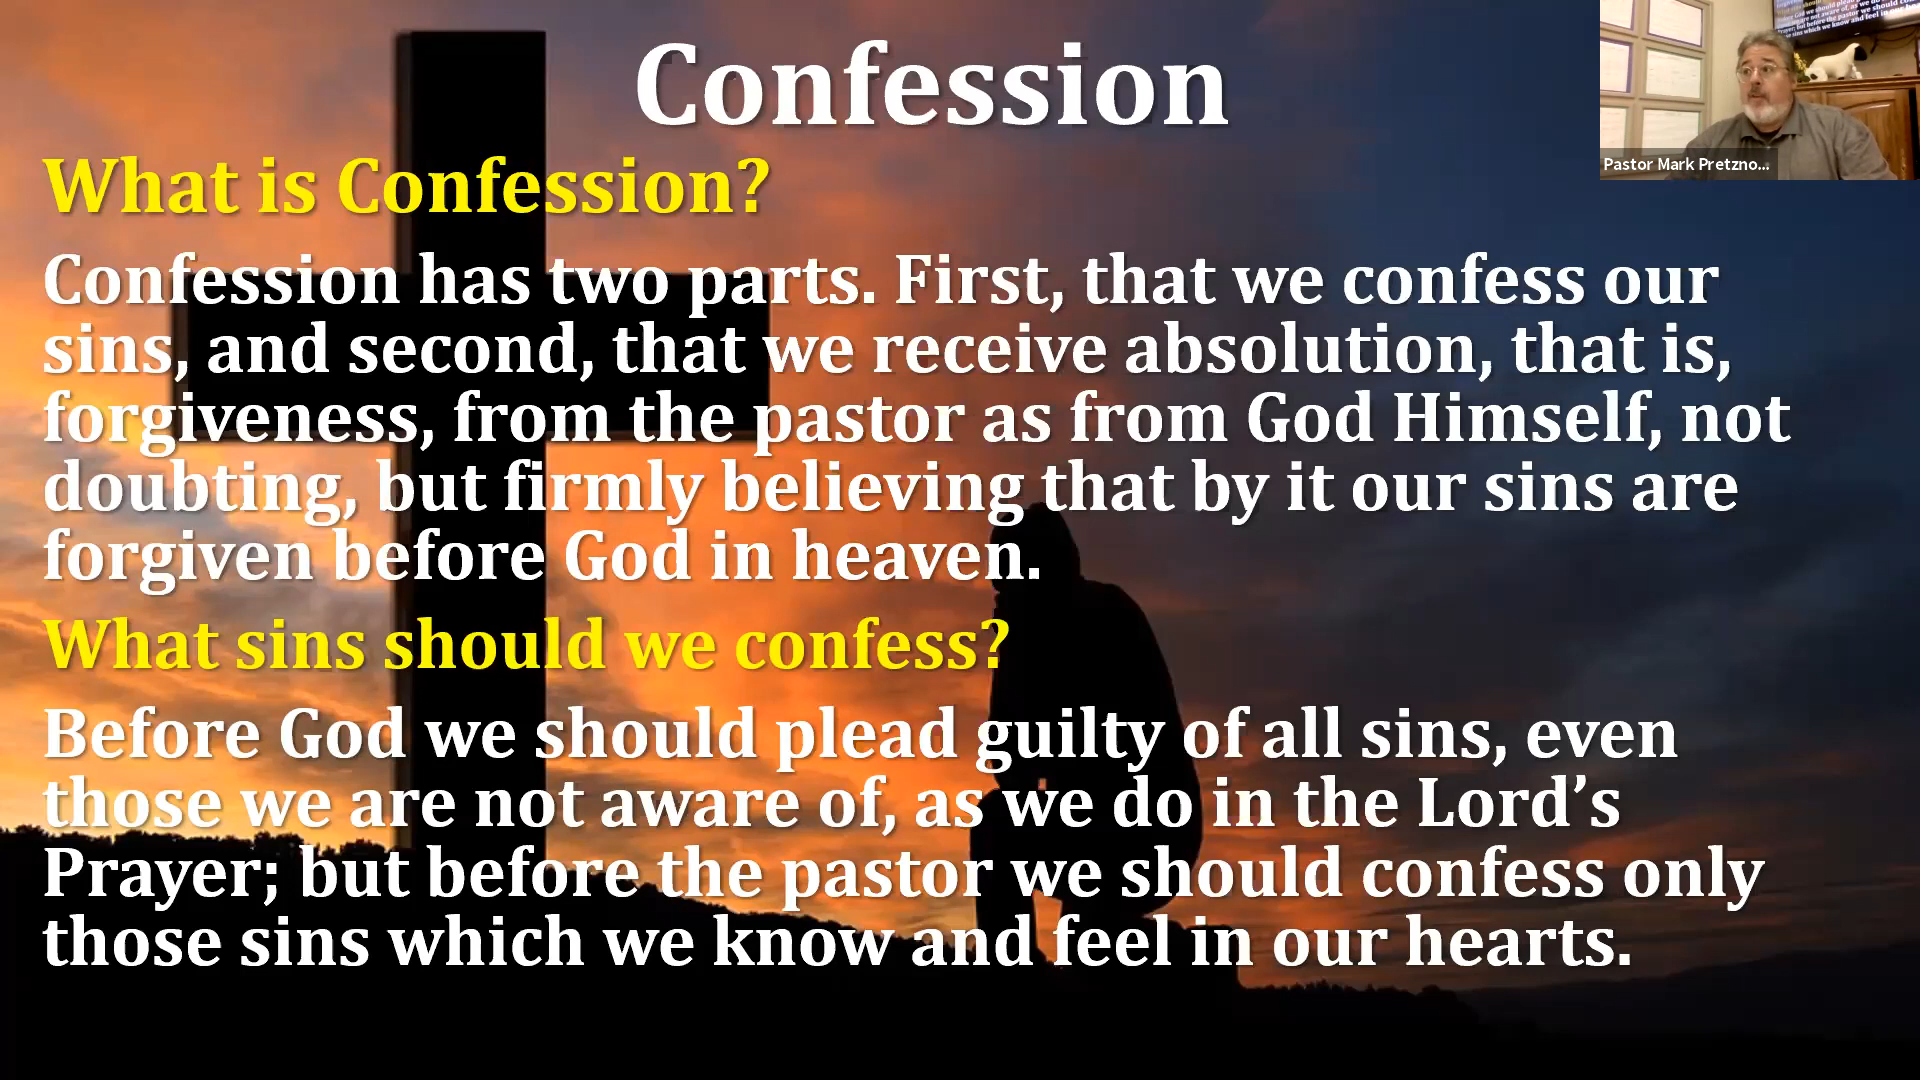 Confession
What is Confession?
Confession has two parts. First, that we confess our
sins, and second, that we receive absolution, that is,
forgiveness, from the pastor as from God Himself, not
doubting, but firmly believing that by it our sins are
forgiven before God in heaven.
What sins should we confess?
Before God we should plead guilty of all sins, even
those we are not aware of, as we do in the Lord’s
Prayer; but before the pastor we should confess only
those sins which we know and feel in our hearts.
Pastor Mark Pretzno...